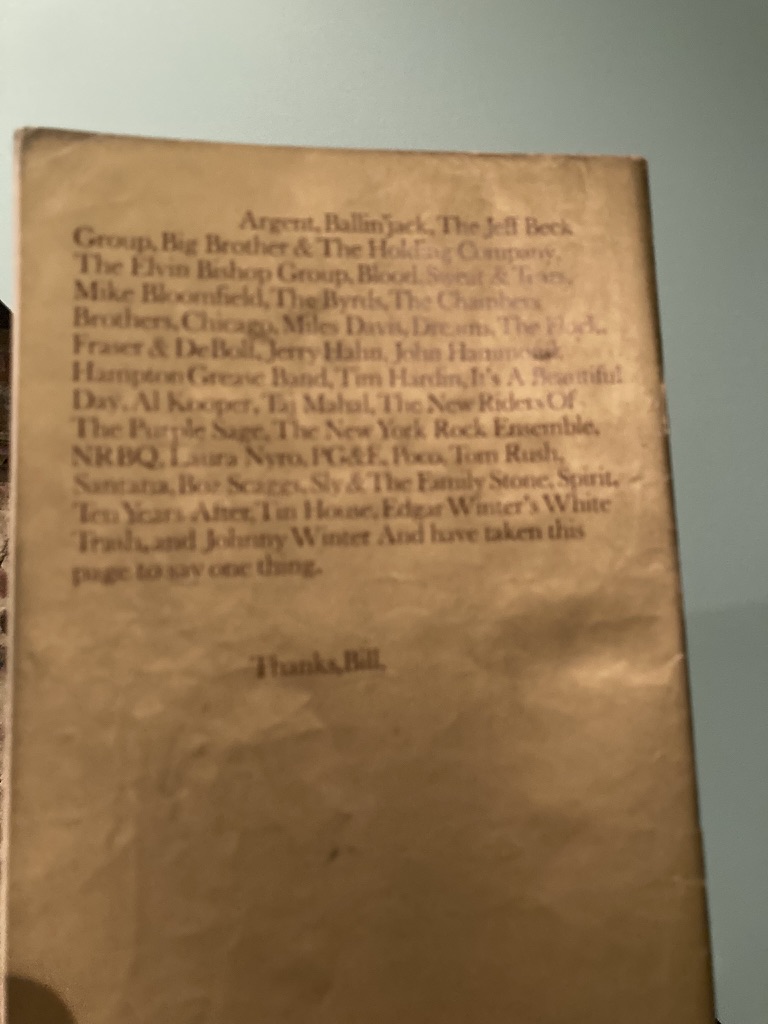 Argent, Ballin'jack, The Jeff Beck
Group, Big Brother & The Holding Company,
The Elvin Bishop Group, Blood, Sweat & Tears,
Mike Bloomfield, The Byrds, The Chambers
Brothers, Chicago, Miles Davis, Dreams, The Flock,
Fraser & DeBolt, Jerry Hahn, John Hammond,
Hampton Grease Band, Tim Hardin, It's A Beautiful
Day, Al Kooper, Taj Mahal, The New Riders Of
The Purple Sage, The New York Rock Ensemble,
NRBQ, Laura Nyro, PG&E, Poco, Tom Rush,
Santana, Boz Scaggs, Sly & The Family Stone, Spirit,
Ten Years After, Tin House, Edgar Winter's White
Trash, and Johnny Winter And have taken this
page to say one thing.
Thanks, Bill.